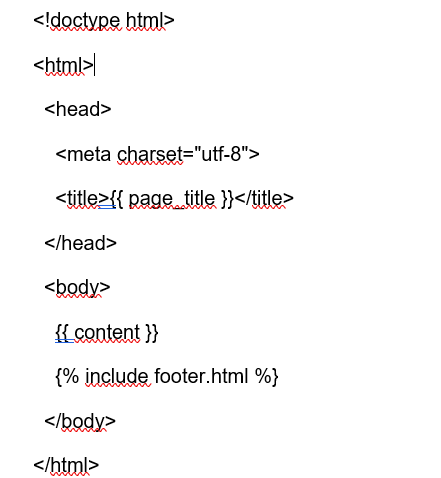 <!doctype html>
<html>
<head>
<meta charset="utf-8">
<title>{{ page_title }}</title>
</head>
<body>
{{ content }}
{% include footer.html %}
</body>
</html>